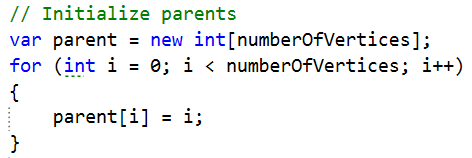 // Initialize parents
var parent = new int[numberOfVertices];
for (int i = 0; i < numberOfVertices; i++)
{
    parent[i] = i;
}